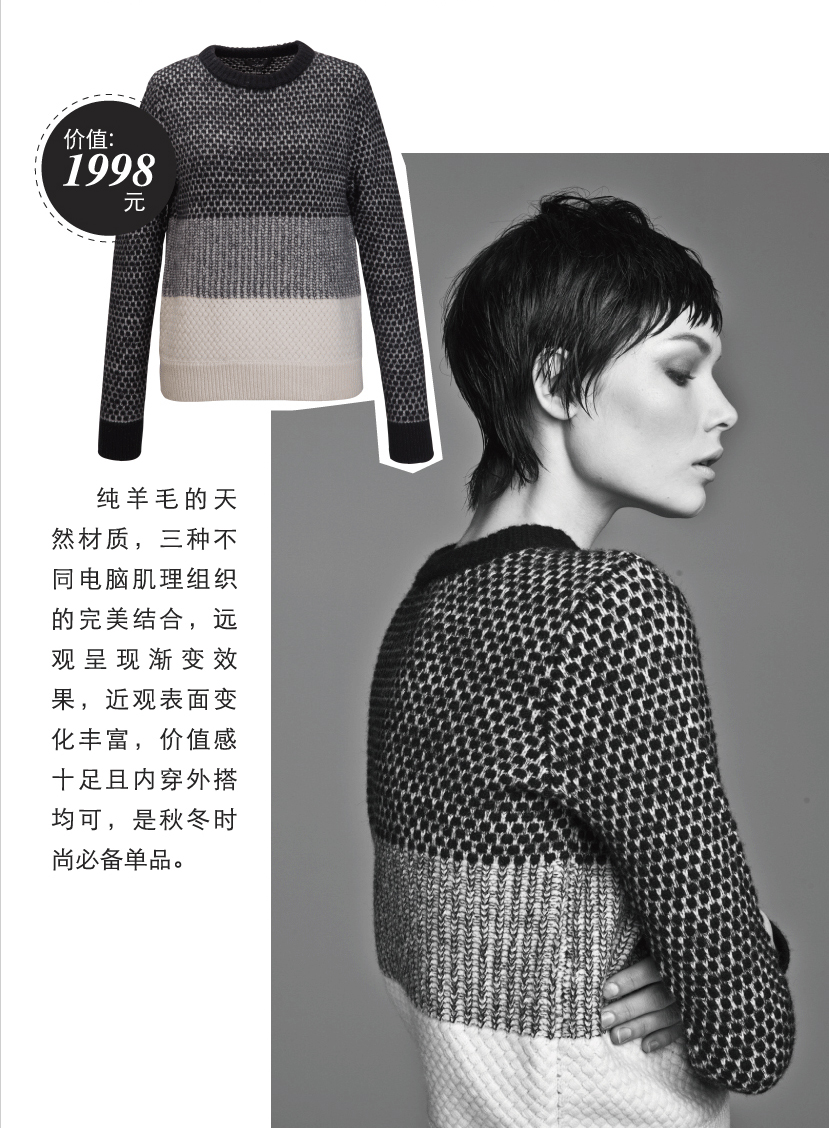 价值:
1998
元
纯羊毛的天
然材质，三种不
同电脑肌理组织
的完美结合，远
观呈现渐变效
果，近观表面变
化丰富，价值感
十足且内穿外搭
均可，是秋冬时
尚必备单品。